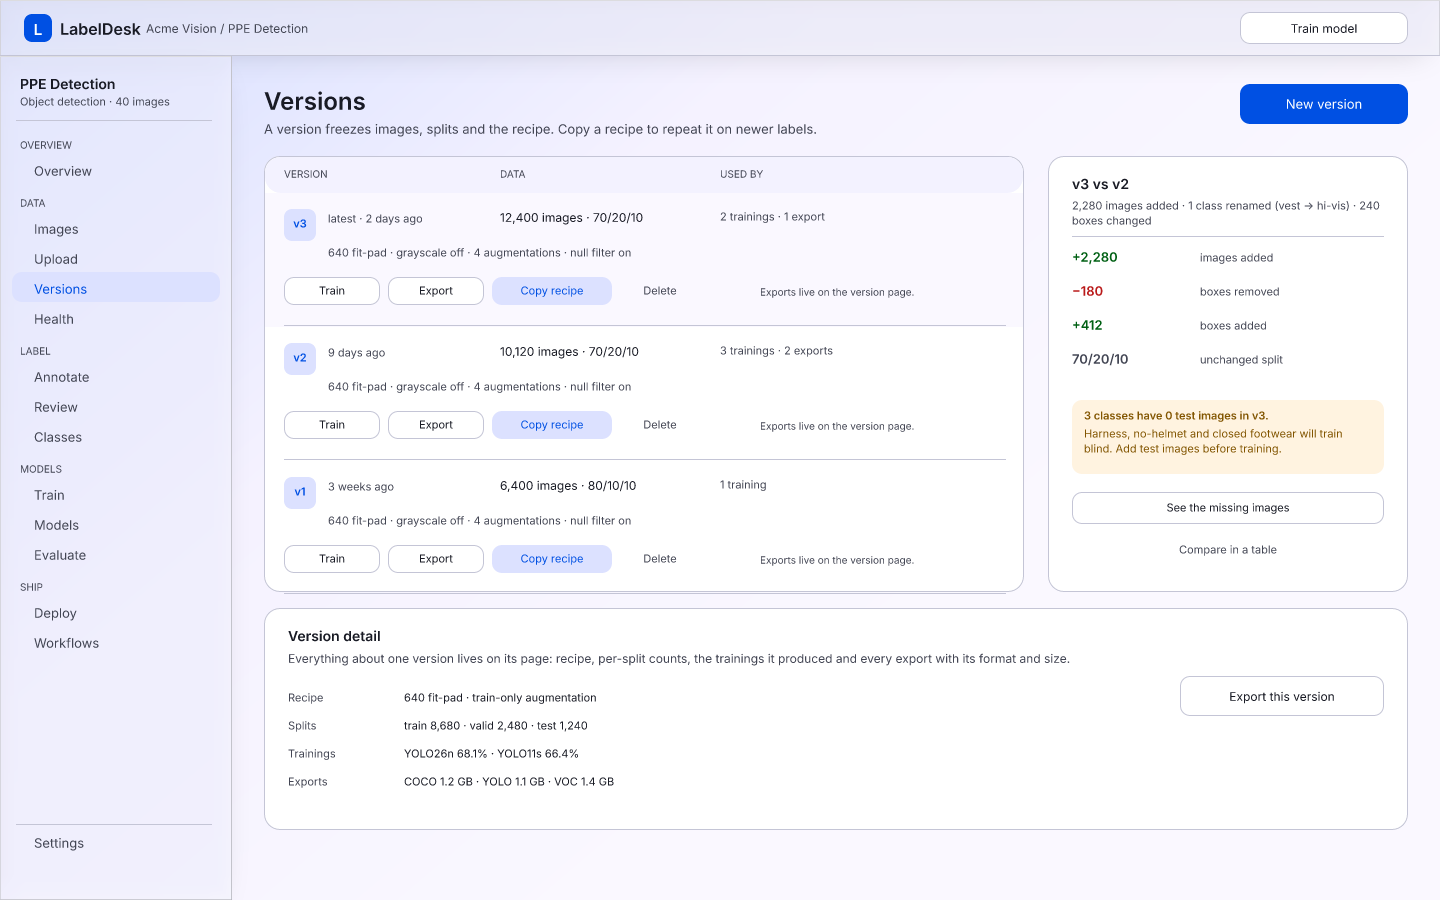 L LabelDesk Acme Vision / PPE Detection
Train model
PPE Detection
Object detection · 40 images
OVERVIEW
Overview
DATA
Images
Upload
Versions
Health
LABEL
Annotate
Review
Classes
MODELS
Train
Models
Evaluate
SHIP
Deploy
Workflows
Settings
Versions
A version freezes images, splits and the recipe. Copy a recipe to repeat it on newer labels.
New version
VERSION DATA USED BY
v3 latest · 2 days ago 12,400 images · 70/20/10 2 trainings · 1 export
640 fit-pad · grayscale off · 4 augmentations · null filter on
Train Export Copy recipe Delete Exports live on the version page.
v2 9 days ago 10,120 images · 70/20/10 3 trainings · 2 exports
640 fit-pad · grayscale off · 4 augmentations · null filter on
Train Export Copy recipe Delete Exports live on the version page.
v1 3 weeks ago 6,400 images · 80/10/10 1 training
640 fit-pad · grayscale off · 4 augmentations · null filter on
Train Export Copy recipe Delete Exports live on the version page.
v3 vs v2
2,280 images added · 1 class renamed (vest → hi-vis) · 240
boxes changed
+2,280 images added
−180 boxes removed
+412 boxes added
70/20/10 unchanged split
3 classes have 0 test images in v3.
Harness, no-helmet and closed footwear will train
blind. Add test images before training.
See the missing images
Compare in a table
Version detail
Everything about one version lives on its page: recipe, per-split counts, the trainings it produced and every export with its format and size.
Recipe 640 fit-pad · train-only augmentation
Splits train 8,680 · valid 2,480 · test 1,240
Trainings YOLO26n 68.1% · YOLO11s 66.4%
Exports COCO 1.2 GB · YOLO 1.1 GB · VOC 1.4 GB
Export this version